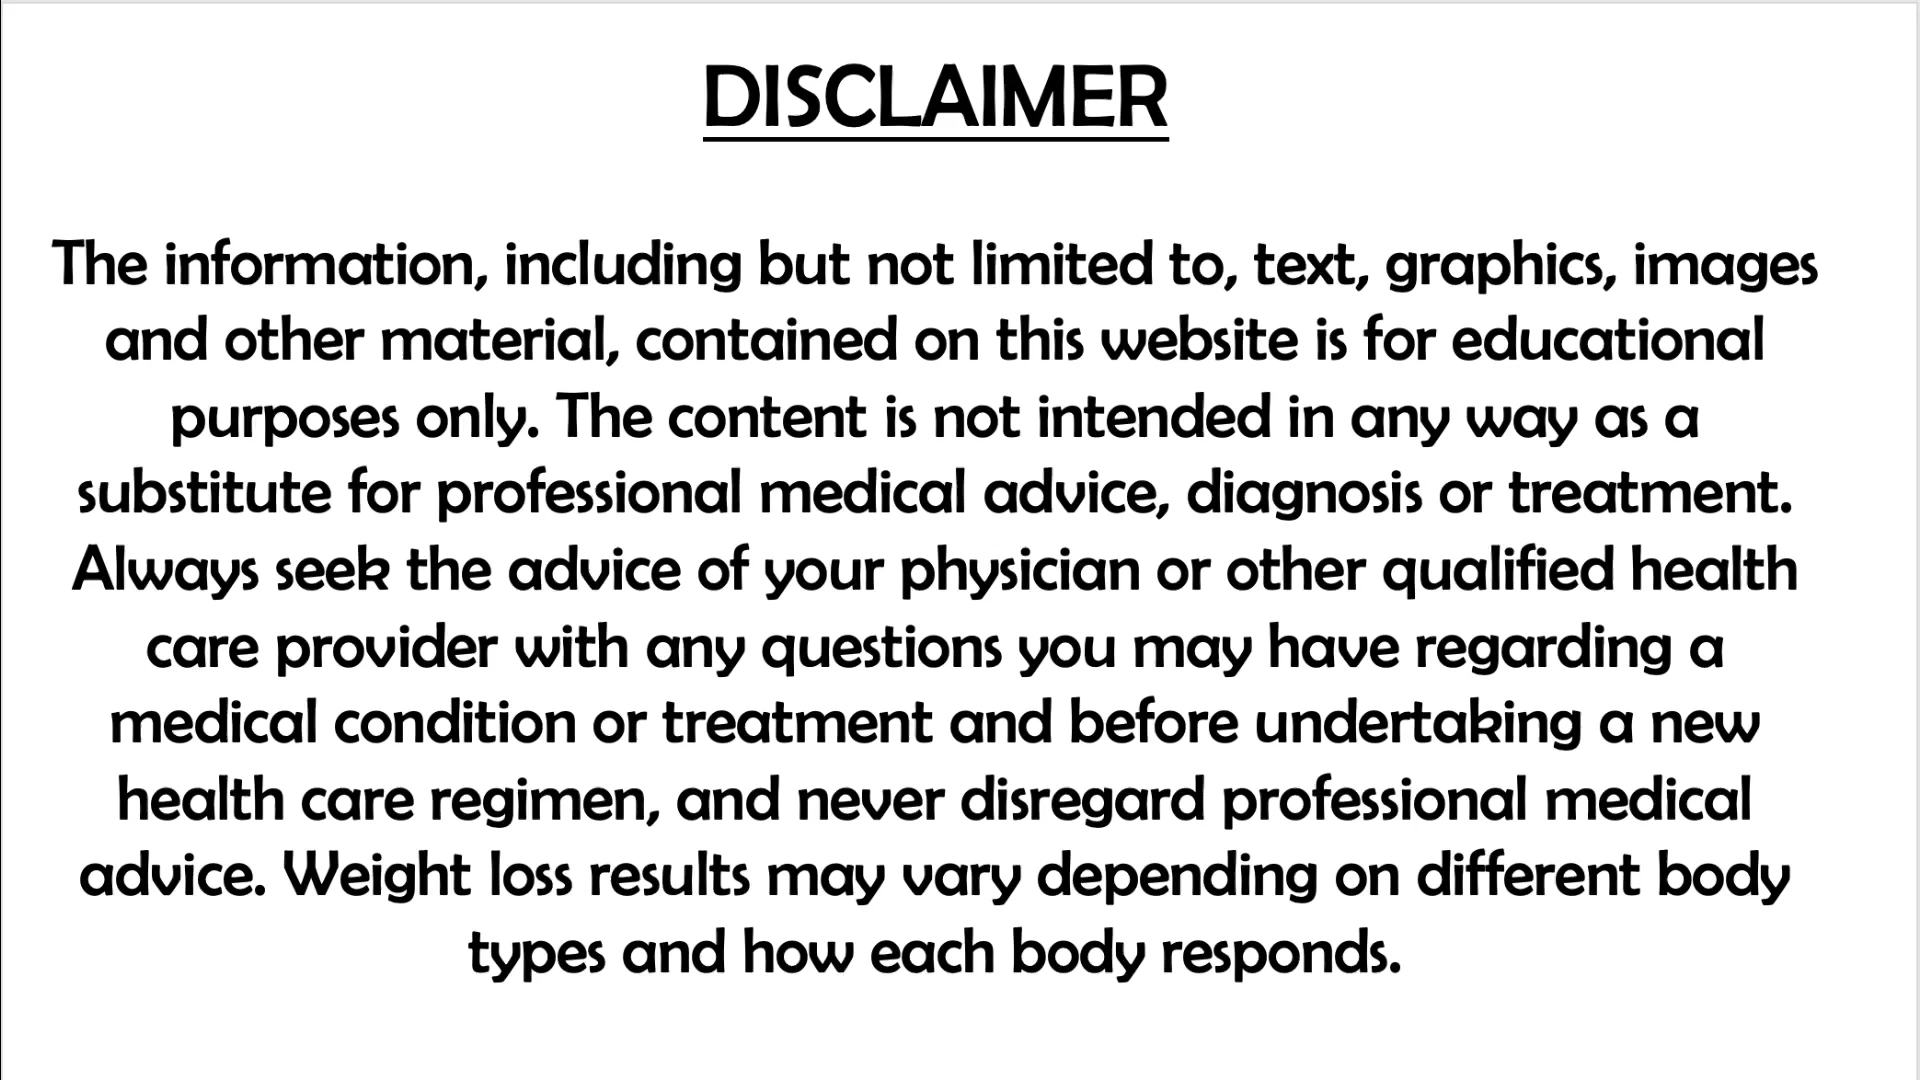 DISCLAIMER
The information, including but not limited to, text, graphics, images
and other material, contained on this website is for educational
purposes only. The content is not intended in any way as a
substitute for professional medical advice, diagnosis or treatment.
Always seek the advice of your physician or other qualified health
care provider with any questions you may have regarding a
medical condition or treatment and before undertaking a new
health care regimen, and never disregard professional medical
advice. Weight loss results may vary depending on different body
types and how each body responds.